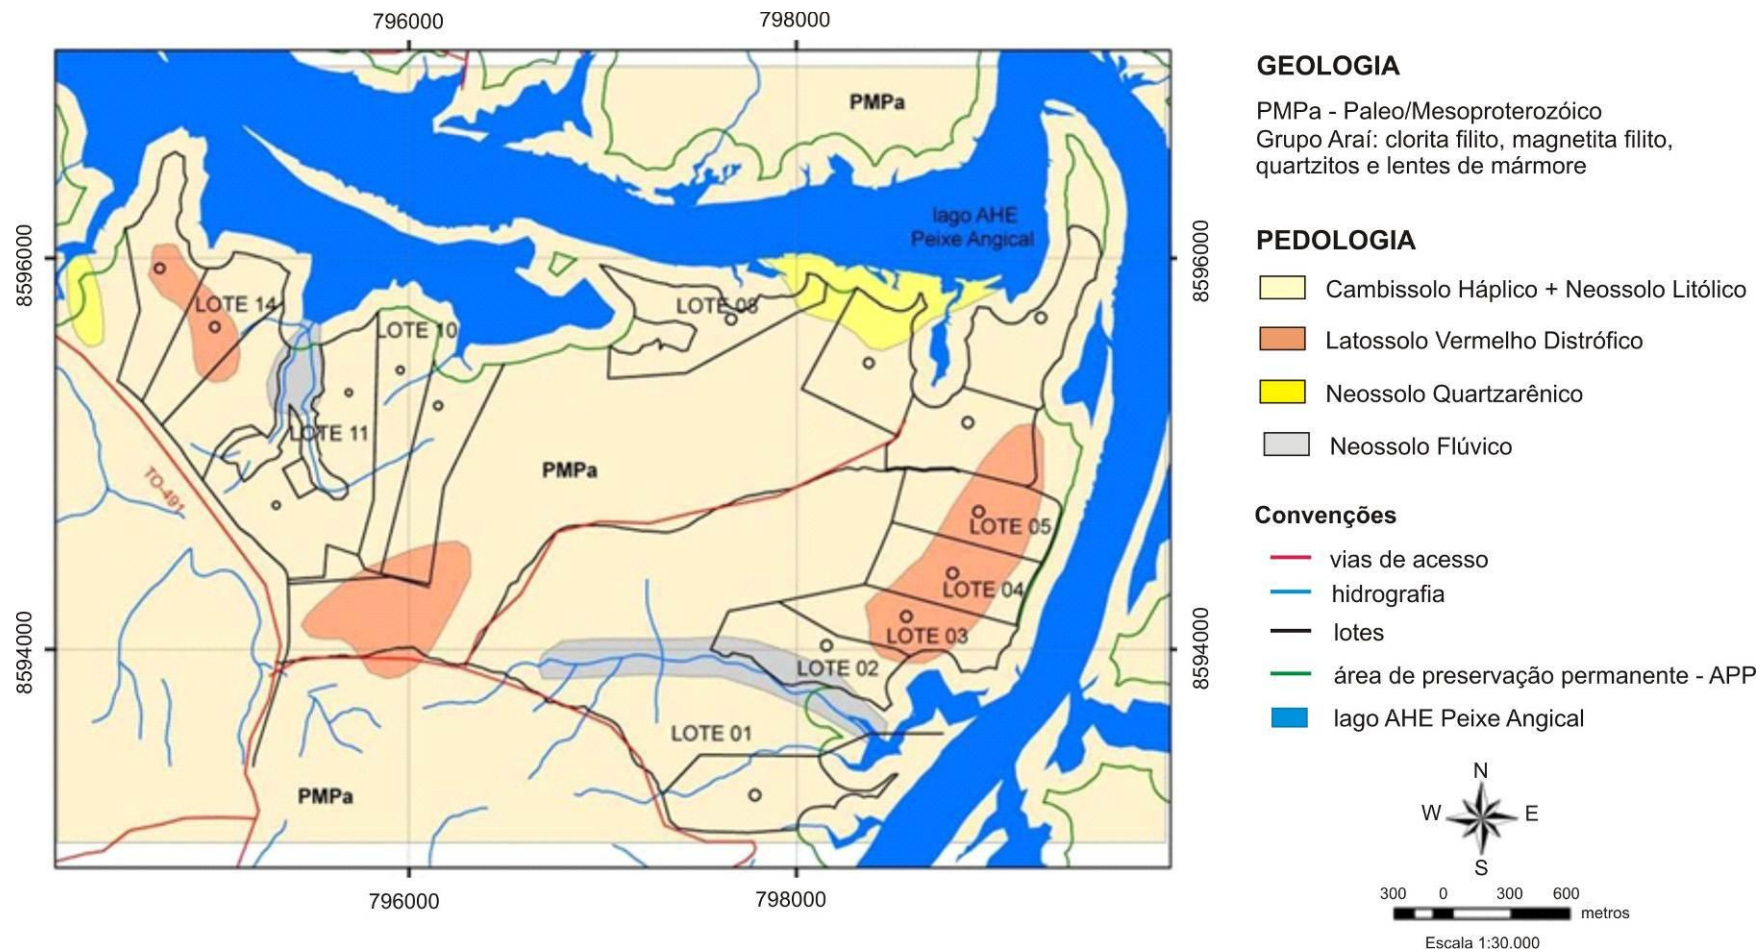 796000
798000
PMPa
lago AHE
Peixe Angical
8596000
8596000
LOTE 14
LOTE 10
LOTE 08
LOTE 11
PMPa
TO-491
LOTE 05
LOTE 04
LOTE 03
LOTE 02
8594000
8594000
LOTE 01
PMPa
796000
798000
GEOLOGIA
PMPa - Paleo/Mesoproterozóico
Grupo Araí: clorita filito, magnetita filito,
quartzitos e lentes de mármore
PEDOLOGIA
Cambissolo Háplico + Neossolo Litólico
Latossolo Vermelho Distrófico
Neossolo Quartzarênico
Neossolo Flúvico
Convenções
vias de acesso
hidrografia
lotes
área de preservação permanente - APP
lago AHE Peixe Angical
N
W E
S
300 0 300 600
metros
Escala 1:30.000